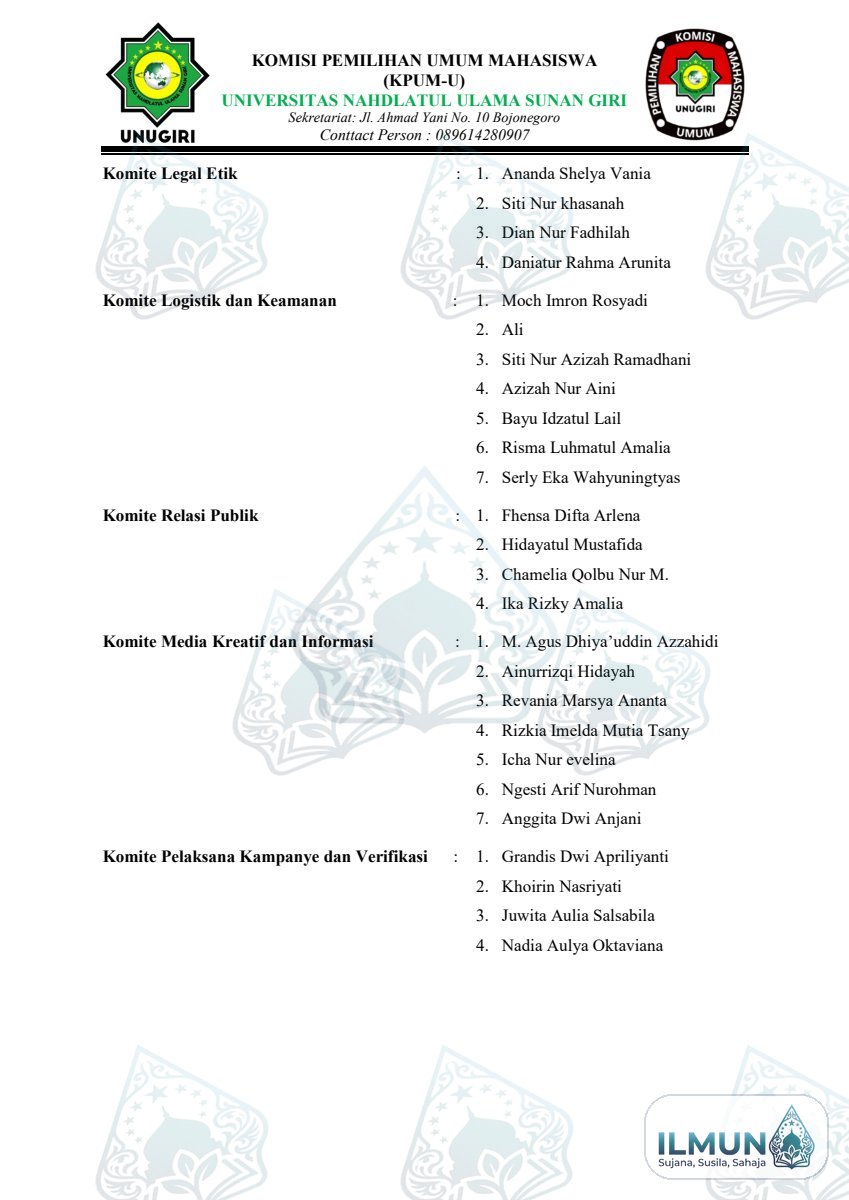 KOMISI PEMILIHAN UMUM MAHASISWA
(KPUM-U)
UNIVERSITAS NAHDLATUL ULAMA SUNAN GIRI
Sekretariat: Jl. Ahmad Yani No. 10 Bojonegoro
Conttact Person : 089614280907
UNIVERSITAS NAHDLATUL ULAMA SUNAN GIRI
UNUGIRI
KOMISI
PEMILIHAN
MAHASISWA
UNUGIRI
UMUM
Komite Legal Etik : 1. Ananda Shelya Vania
2. Siti Nur khasanah
3. Dian Nur Fadhilah
4. Daniatur Rahma Arunita
Komite Logistik dan Keamanan : 1. Moch Imron Rosyadi
2. Ali
3. Siti Nur Azizah Ramadhani
4. Azizah Nur Aini
5. Bayu Idzatul Lail
6. Risma Luhmatul Amalia
7. Serly Eka Wahyuningtyas
Komite Relasi Publik : 1. Fhensa Difta Arlena
2. Hidayatul Mustafida
3. Chamelia Qolbu Nur M.
4. Ika Rizky Amalia
Komite Media Kreatif dan Informasi : 1. M. Agus Dhiya’uddin Azzahidi
2. Ainurrizqi Hidayah
3. Revania Marsya Ananta
4. Rizkia Imelda Mutia Tsany
5. Icha Nur evelina
6. Ngesti Arif Nurohman
7. Anggita Dwi Anjani
Komite Pelaksana Kampanye dan Verifikasi : 1. Grandis Dwi Apriliyanti
2. Khoirin Nasriyati
3. Juwita Aulia Salsabila
4. Nadia Aulya Oktaviana
ILMUN
Sujana, Susila, Sahaja